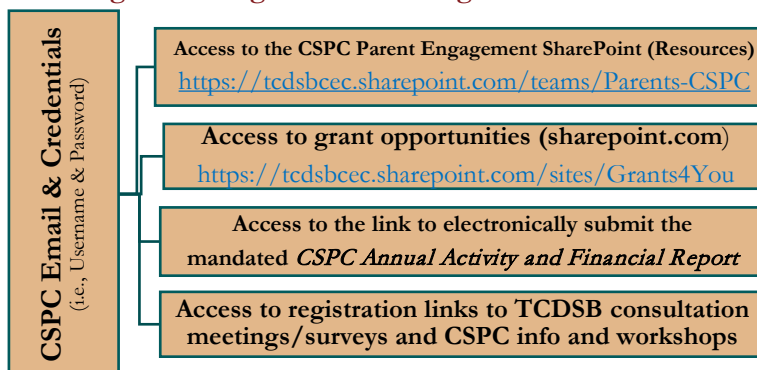 CSPC Email & Credentials
(i.e., Username & Password)
Access to the CSPC Parent Engagement SharePoint (Resources)
https://tcdsbcec.sharepoint.com/teams/Parents-CSPC
Access to grant opportunities (sharepoint.com)
https://tcdsbcec.sharepoint.com/sites/Grants4You
Access to the link to electronically submit the
mandated CSPC Annual Activity and Financial Report
Access to registration links to TCDSB consultation
meetings/surveys and CSPC info and workshops